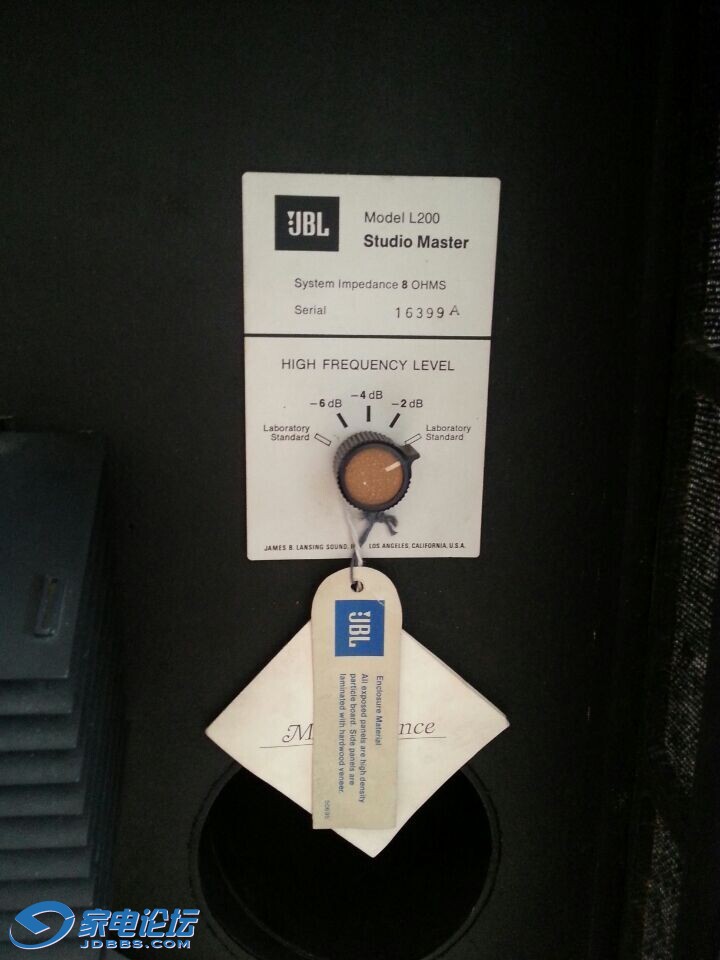 JBL
Model L200
Studio Master
System Impedance 8 OHMS
Serial 16399 A
HIGH FREQUENCY LEVEL
-6 dB -4 dB -2 dB
Laboratory
Standard
Laboratory
Standard
JAMES B. LANSING SOUND, LOS ANGELES, CALIFORNIA, U.S.A.
JBL
Enclosure Material
All exposed panels are high density
particle board. Side panels are
laminated with hardwood veneer.
家电论坛
JDBBS.COM